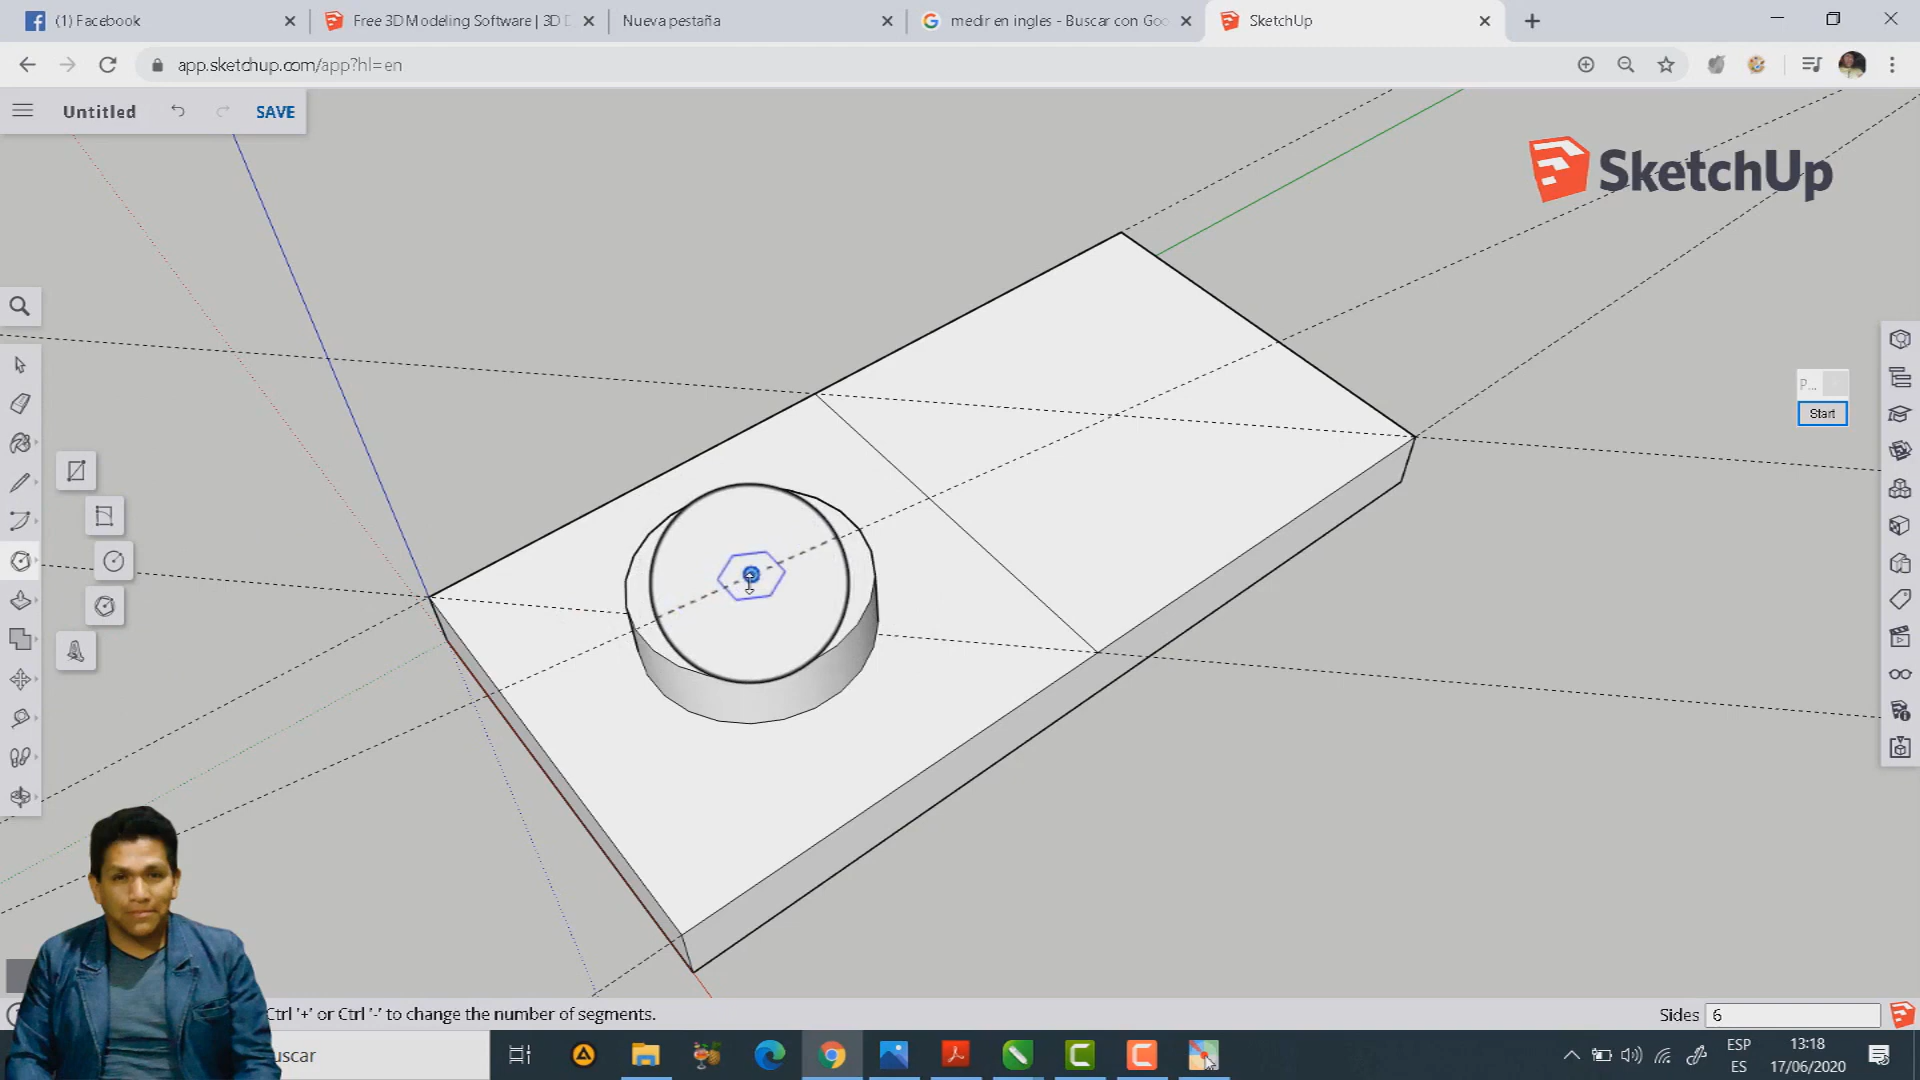 (1) Facebook
Free 3D Modeling Software | 3D D
Nueva pestaña
medir en ingles - Buscar con Goo
SketchUp
app.sketchup.com/app?hl=en
Untitled
SAVE
SketchUp
P...
Start
Ctrl '+' or Ctrl '-' to change the number of segments.
Sides
6
uscar
ESP
ES
13:18
17/06/2020